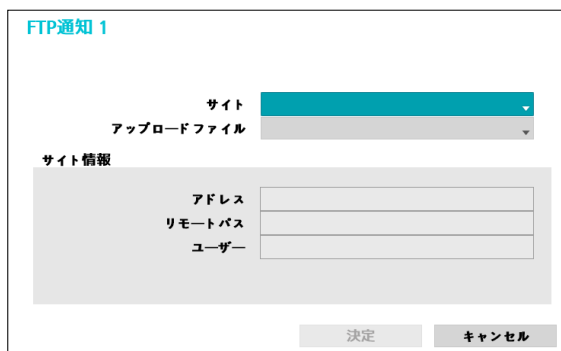 FTP通知 1
サイト
アップロードファイル
サイト情報
アドレス
リモートパス
ユーザー
決定
キャンセル